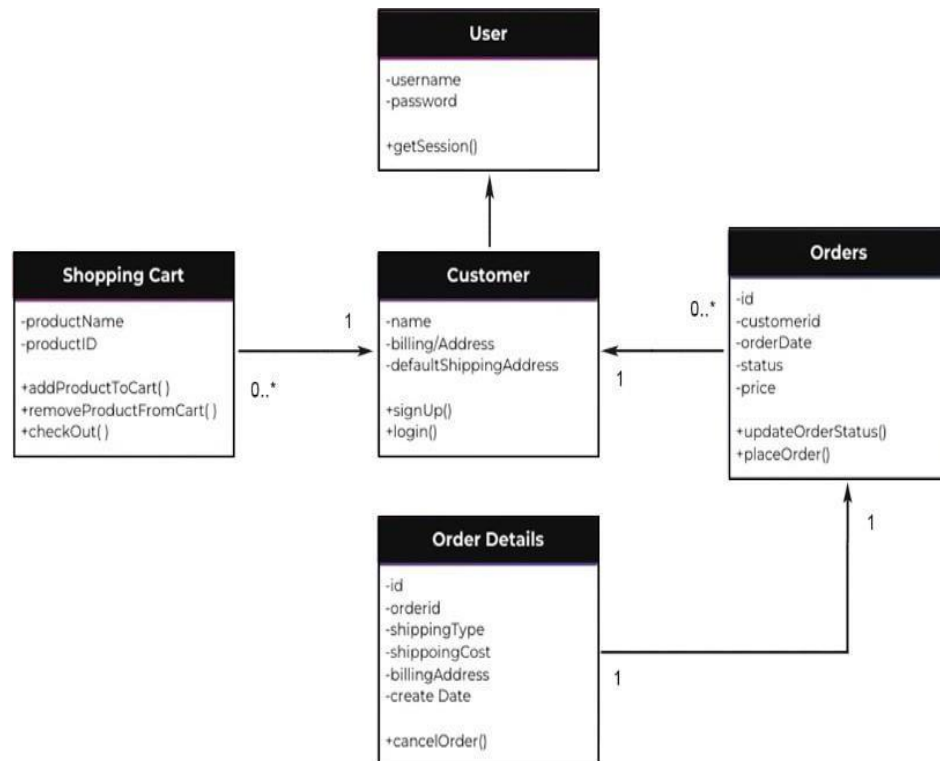 User
-username
-password
+getSession()
Shopping Cart
-productName
-productID
+addProductToCart( )
+removeProductFromCart( )
+checkOut( )
1
0..*
Customer
-name
-billing/Address
-defaultShippingAddress
+signUp()
+login()
0..*
1
Orders
-id
-customerid
-orderDate
-status
-price
+updateOrderStatus()
+placeOrder()
1
Order Details
-id
-orderid
-shippingType
-shippoingCost
-billingAddress
-create Date
+cancelOrder()
1